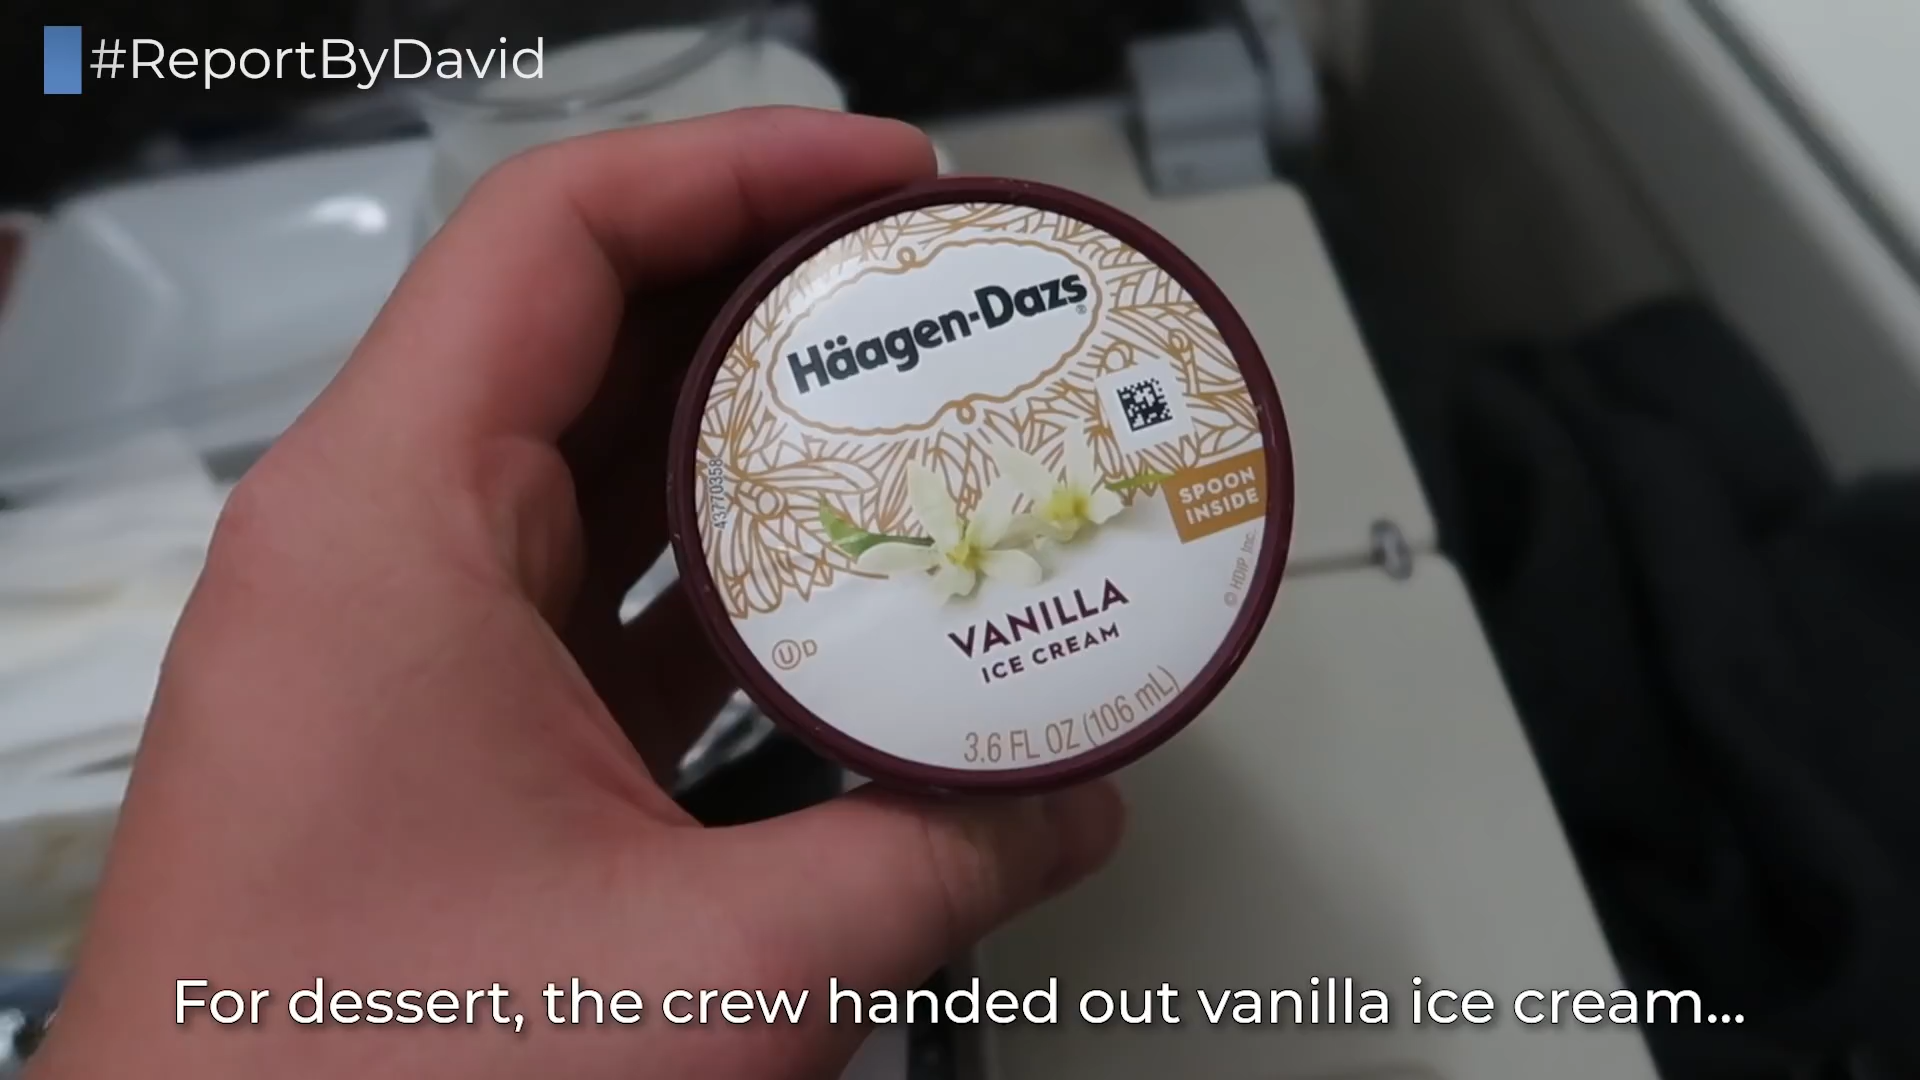 #ReportByDavid
Häagen-Dazs®
43770358
SPOON
INSIDE
© HDIP, Inc.
VANILLA
ICE CREAM
UD
3.6 FL OZ (106 mL)
For dessert, the crew handed out vanilla ice cream...